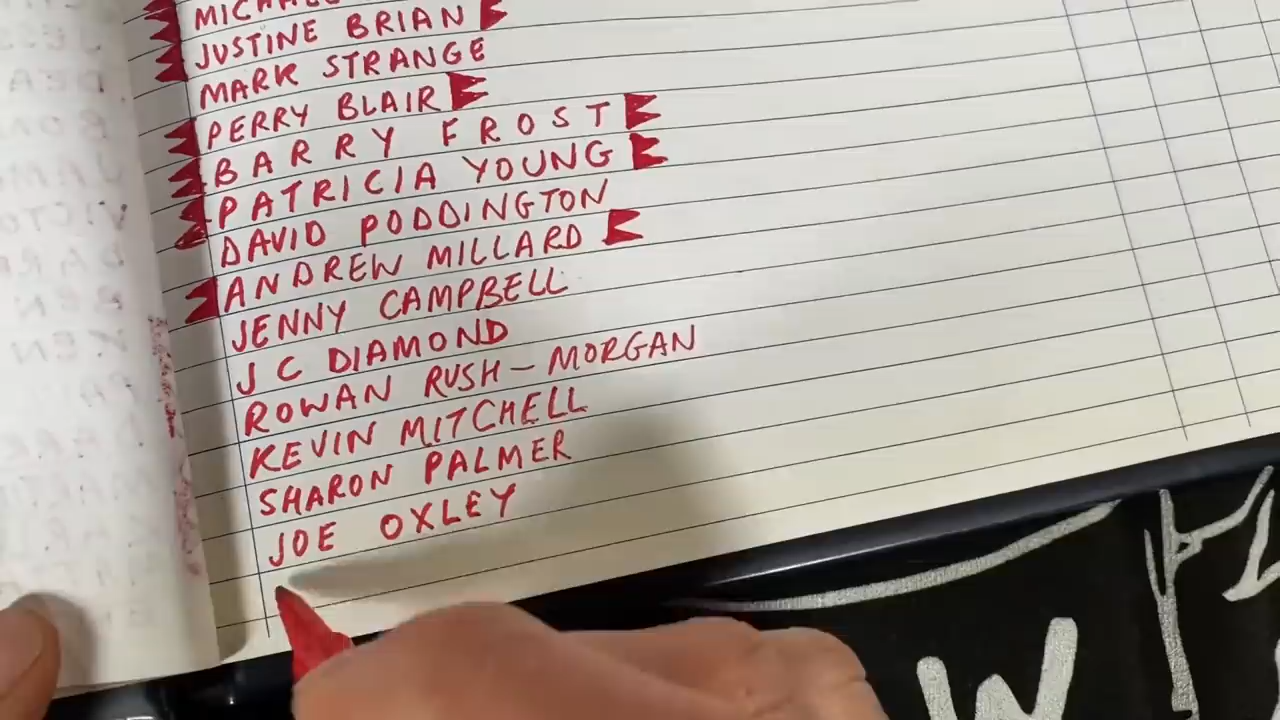 JUSTINE BRIAN
MARK STRANGE
PERRY BLAIR
BARRY FROST
PATRICIA YOUNG
DAVID PODDINGTON
ANDREW MILLARD
JENNY CAMPBELL
J C DIAMOND
ROWAN RUSH-MORGAN
KEVIN MITCHELL
SHARON PALMER
JOE OXLEY
W